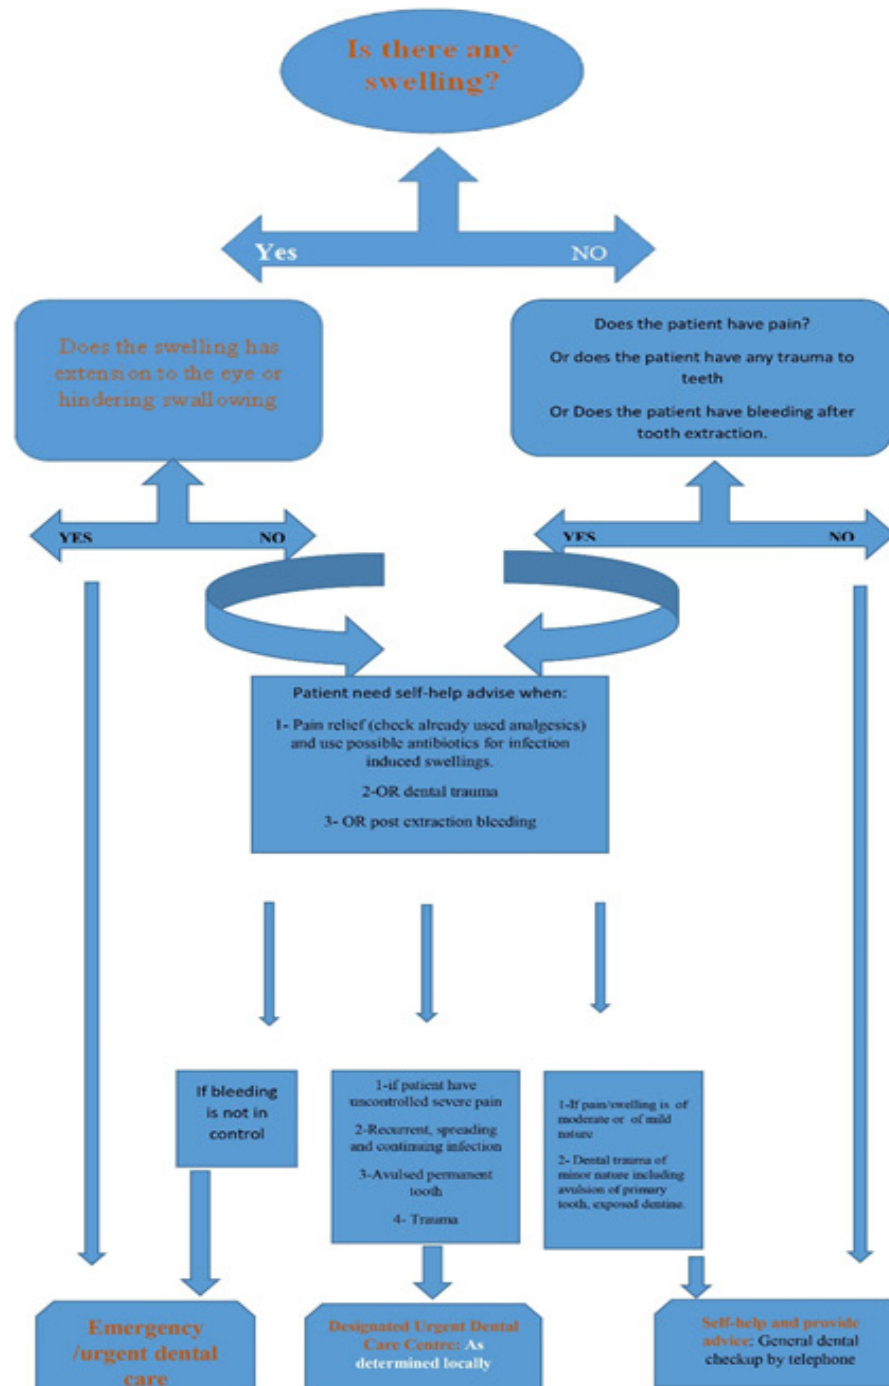 Is there any
swelling?
Yes
NO
Does the swelling has
extension to the eye or
hindering swallowing
Does the patient have pain?
Or does the patient have any trauma to
teeth
Or Does the patient have bleeding after
tooth extraction.
YES
NO
YES
NO
Patient need self-help advise when:
1- Pain relief (check already used analgesics)
and use possible antibiotics for infection
induced swellings.
2-OR dental trauma
3- OR post extraction bleeding
If bleeding
is not in
control
1-if patient have
uncontrolled severe pain
2-Recurrent, spreading
and continuing infection
3-Avulsed permanent
tooth
4- Trauma
1-If pain/swelling is of
moderate or of mild
nature
2- Dental trauma of
minor nature including
avulsion of primary
tooth, exposed dentine.
Emergency
/urgent dental
care
Designated Urgent Dental
Care Centre: As
determined locally
Self-help and provide
advice: General dental
checkup by telephone